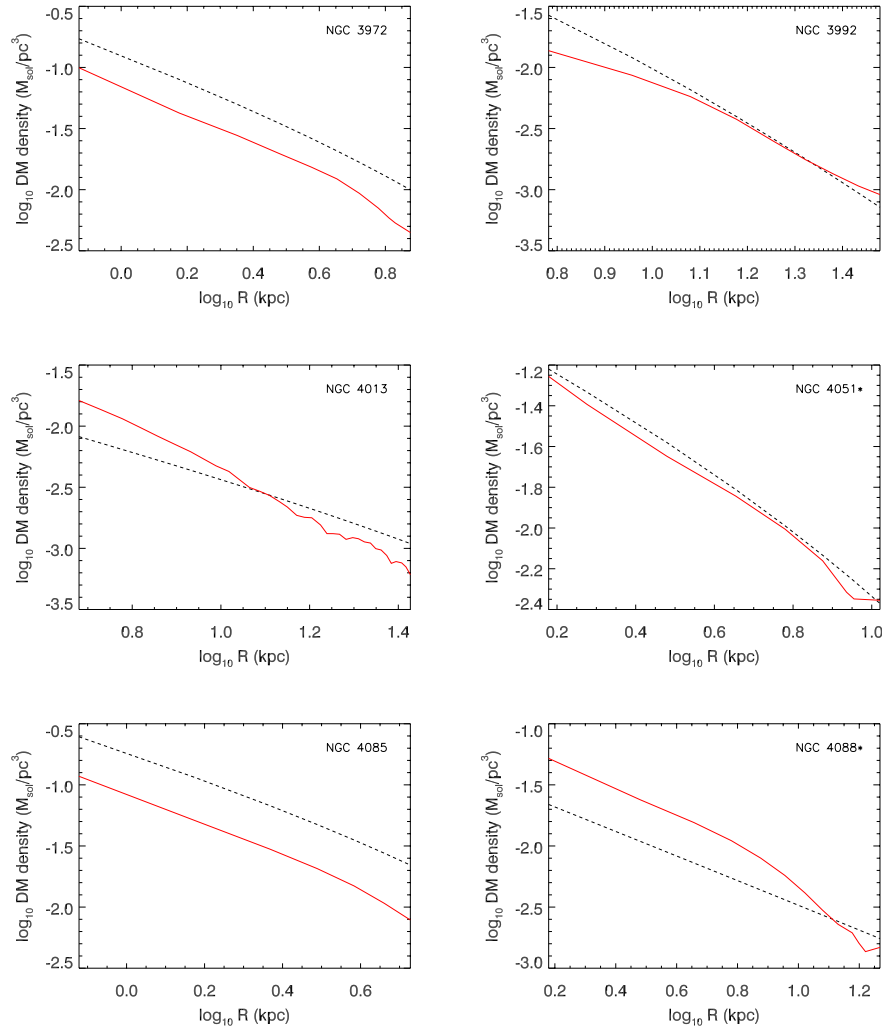 NGC 3972
-0.5
-1.0
-1.5
-2.0
-2.5
log₁₀ DM density (M_sol/pc³)
0.0 0.2 0.4 0.6 0.8
log₁₀ R (kpc)
NGC 3992
-1.5
-2.0
-2.5
-3.0
-3.5
log₁₀ DM density (M_sol/pc³)
0.8 0.9 1.0 1.1 1.2 1.3 1.4
log₁₀ R (kpc)
NGC 4013
-1.5
-2.0
-2.5
-3.0
-3.5
log₁₀ DM density (M_sol/pc³)
0.8 1.0 1.2 1.4
log₁₀ R (kpc)
NGC 4051*
-1.2
-1.4
-1.6
-1.8
-2.0
-2.2
-2.4
log₁₀ DM density (M_sol/pc³)
0.2 0.4 0.6 0.8 1.0
log₁₀ R (kpc)
NGC 4085
-0.5
-1.0
-1.5
-2.0
-2.5
log₁₀ DM density (M_sol/pc³)
0.0 0.2 0.4 0.6
log₁₀ R (kpc)
NGC 4088*
-1.0
-1.5
-2.0
-2.5
-3.0
log₁₀ DM density (M_sol/pc³)
0.2 0.4 0.6 0.8 1.0 1.2
log₁₀ R (kpc)